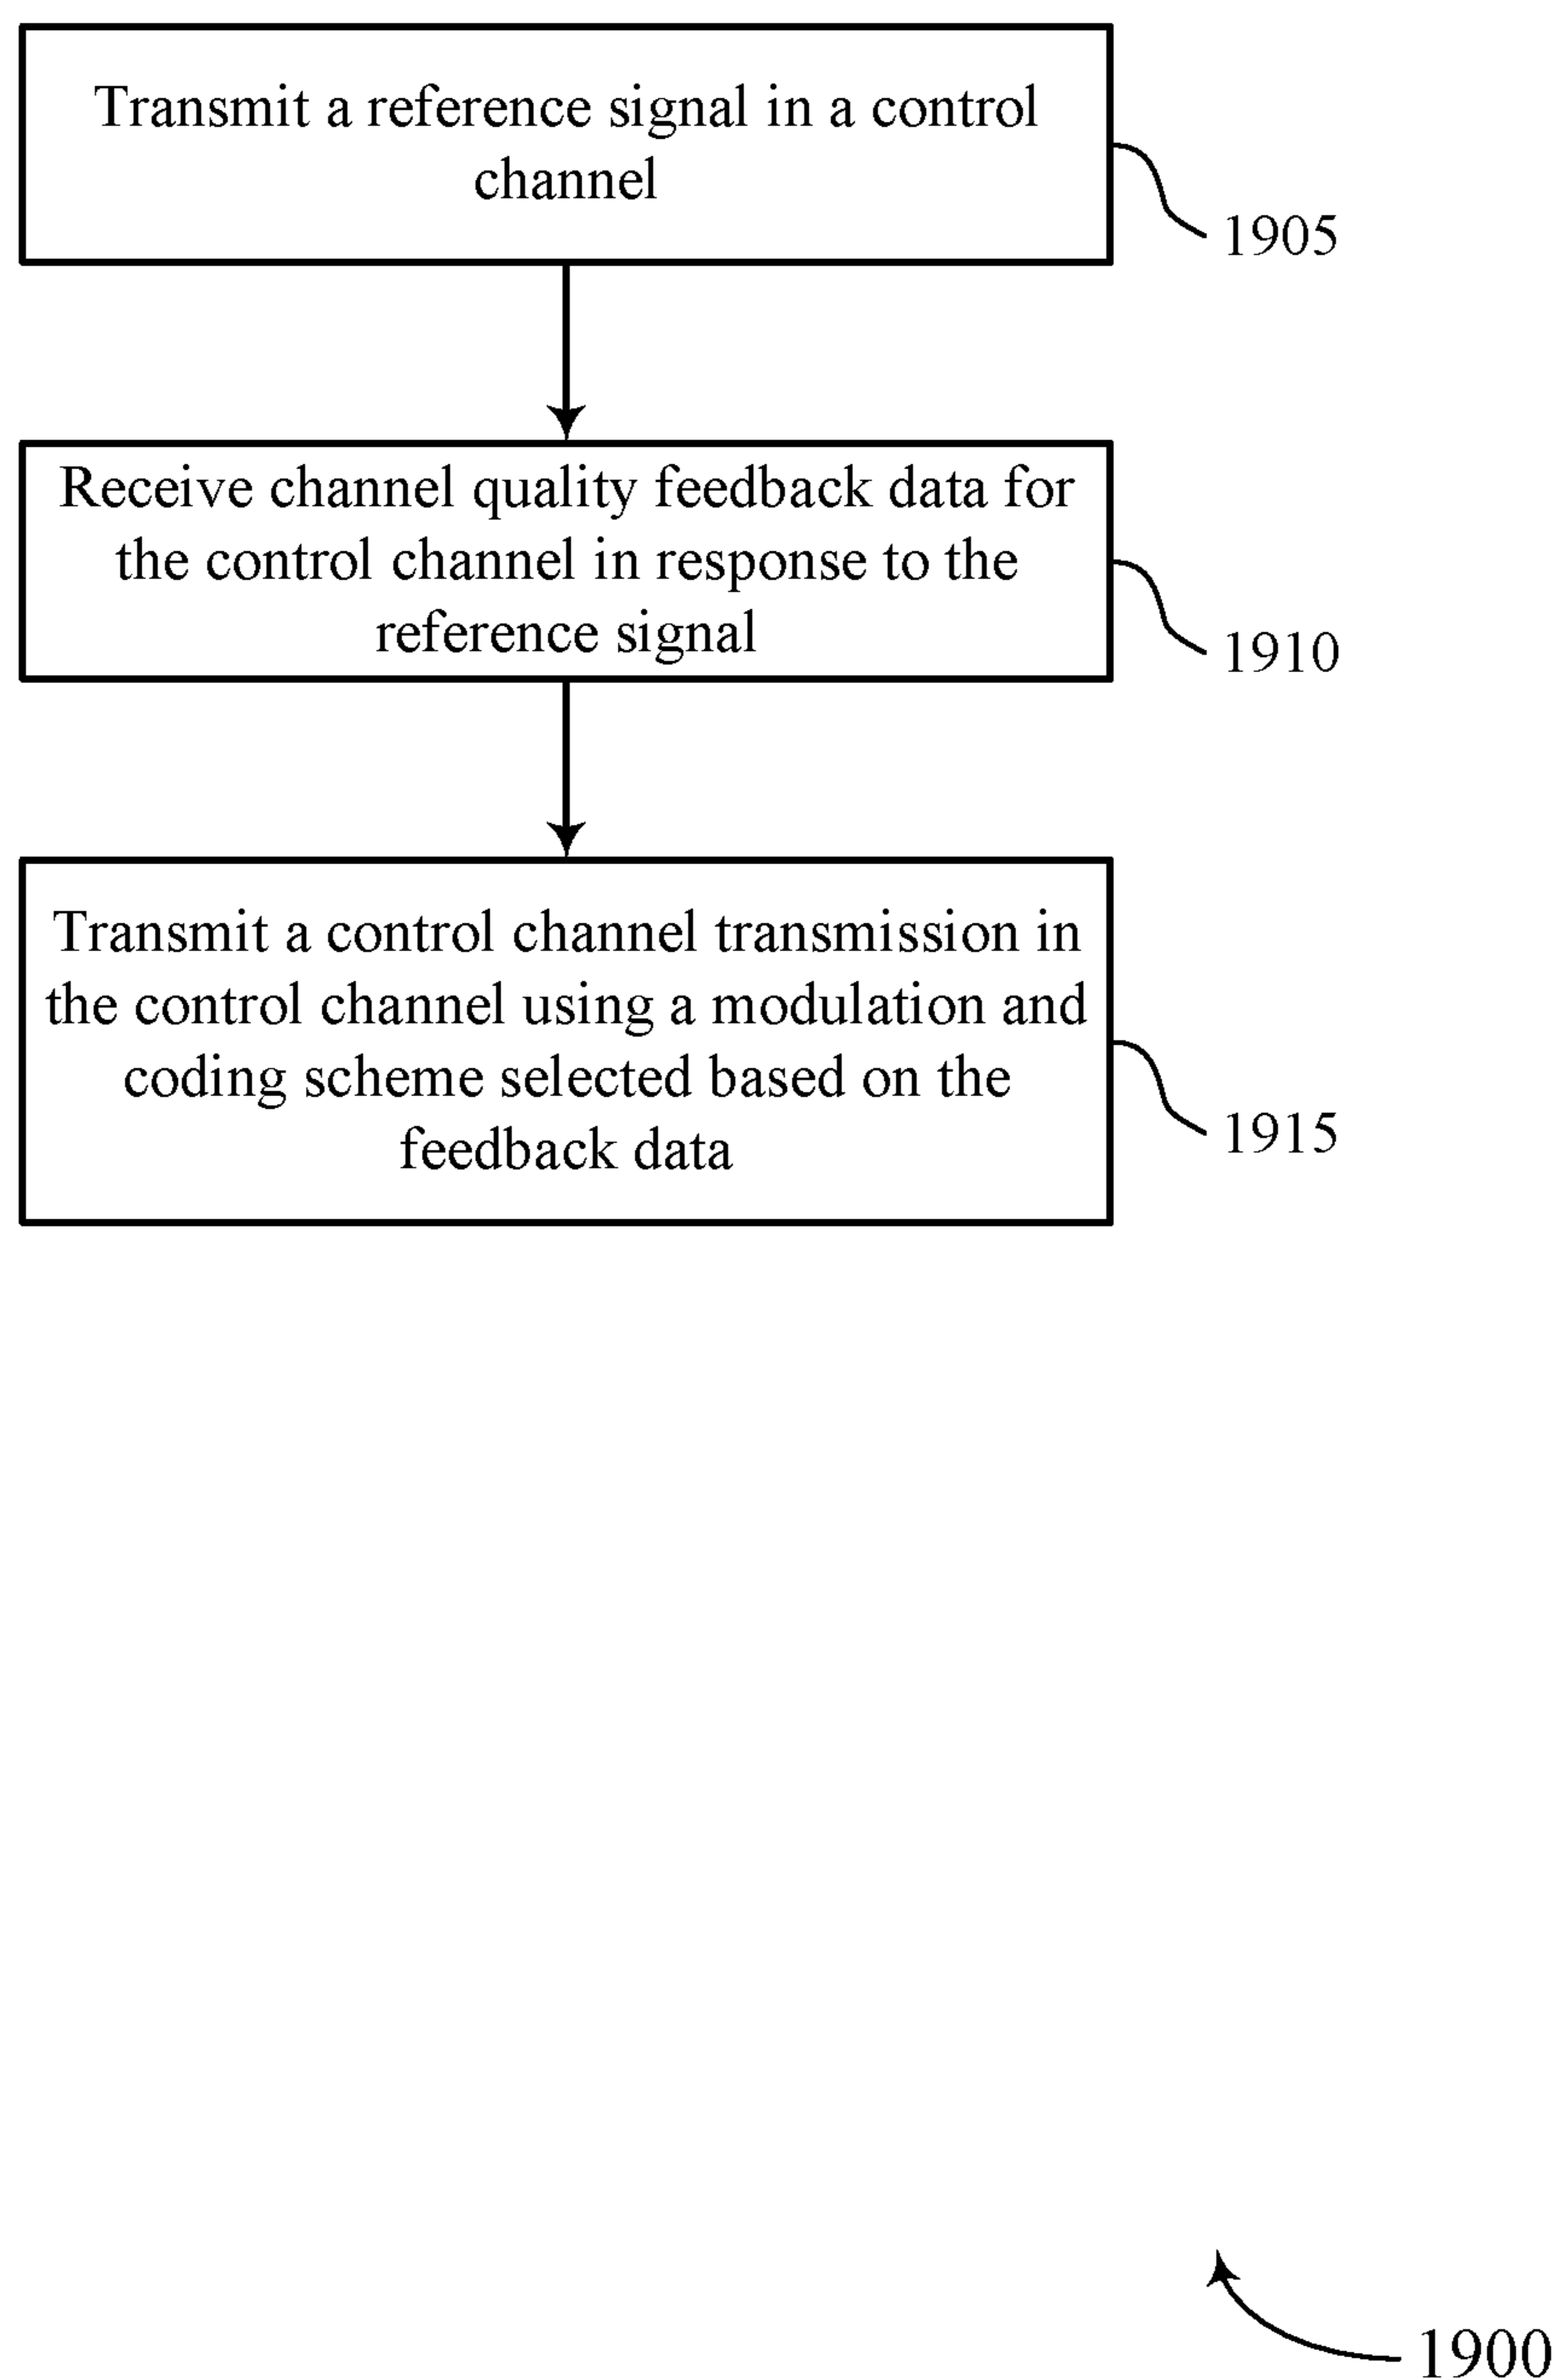 Transmit a reference signal in a control
channel
1905
Receive channel quality feedback data for
the control channel in response to the
reference signal
1910
Transmit a control channel transmission in
the control channel using a modulation and
coding scheme selected based on the
feedback data
1915
1900